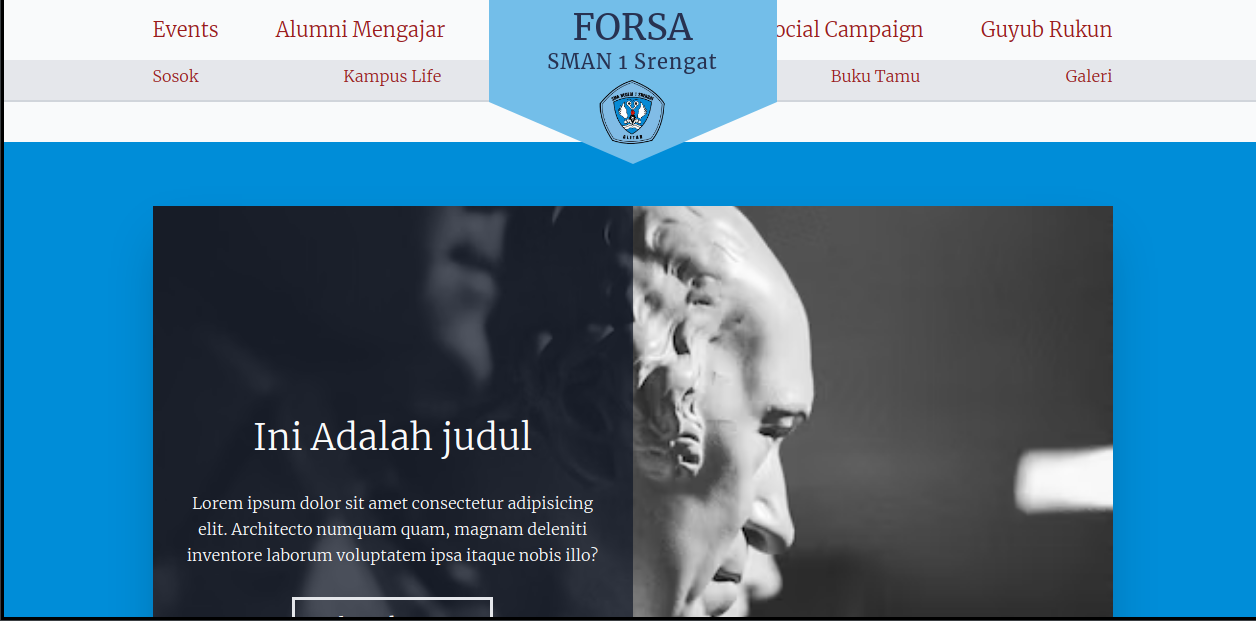 Events Alumni Mengajar FORSA ocial Campaign Guyub Rukun
SMAN 1 Srengat
Sosok Kampus Life Buku Tamu Galeri
BLITAR
Ini Adalah judul
Lorem ipsum dolor sit amet consectetur adipisicing
elit. Architecto numquam quam, magnam deleniti
inventore laborum voluptatem ipsa itaque nobis illo?